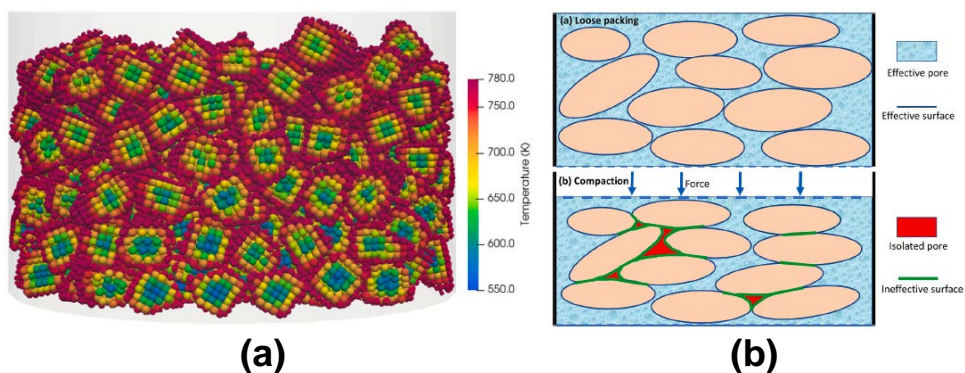 780.0
750.0
700.0
650.0
600.0
550.0
Temperature (K)
(a)
(a) Loose packing
Effective pore
Effective surface
(b) Compaction
Force
Isolated pore
Ineffective surface
(b)